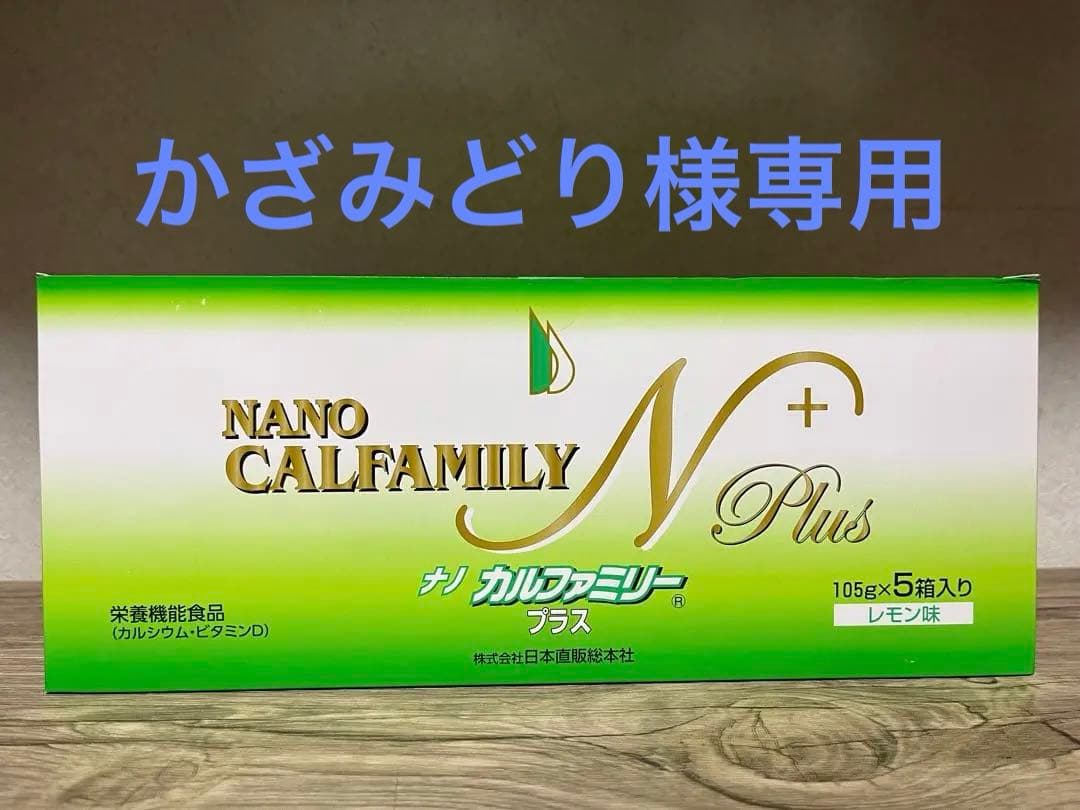 かざみどり様専用
NANO
CALFAMILY N+
Plus
ナノ カルファミリー®
プラス
栄養機能食品
(カルシウム・ビタミンD)
105g×5箱入り
レモン味
株式会社日本直販総本社